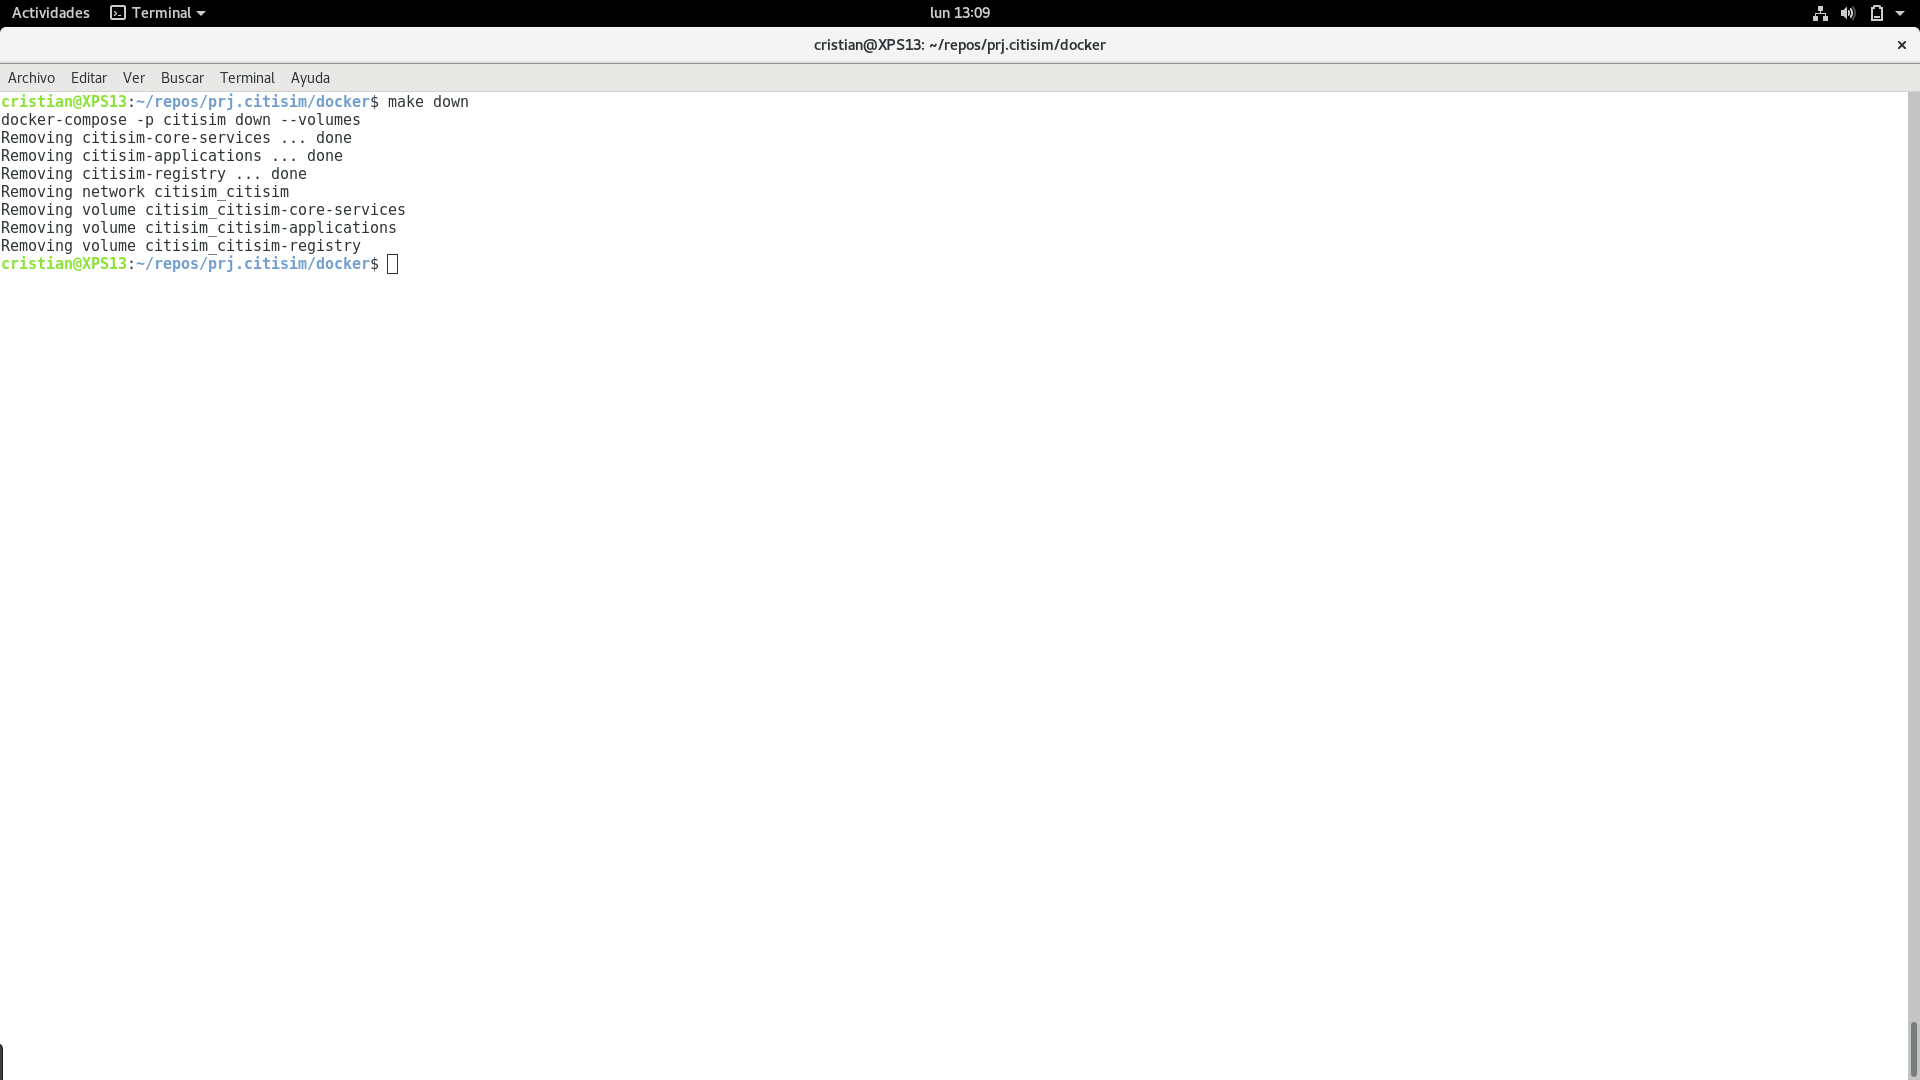 Actividades Terminal lun 13:09
cristian@XPS13: ~/repos/prj.citisim/docker
Archivo Editar Ver Buscar Terminal Ayuda
cristian@XPS13:~/repos/prj.citisim/docker$ make down
docker-compose -p citisim down --volumes
Removing citisim-core-services ... done
Removing citisim-applications ... done
Removing citisim-registry ... done
Removing network citisim_citisim
Removing volume citisim_citisim-core-services
Removing volume citisim_citisim-applications
Removing volume citisim_citisim-registry
cristian@XPS13:~/repos/prj.citisim/docker$